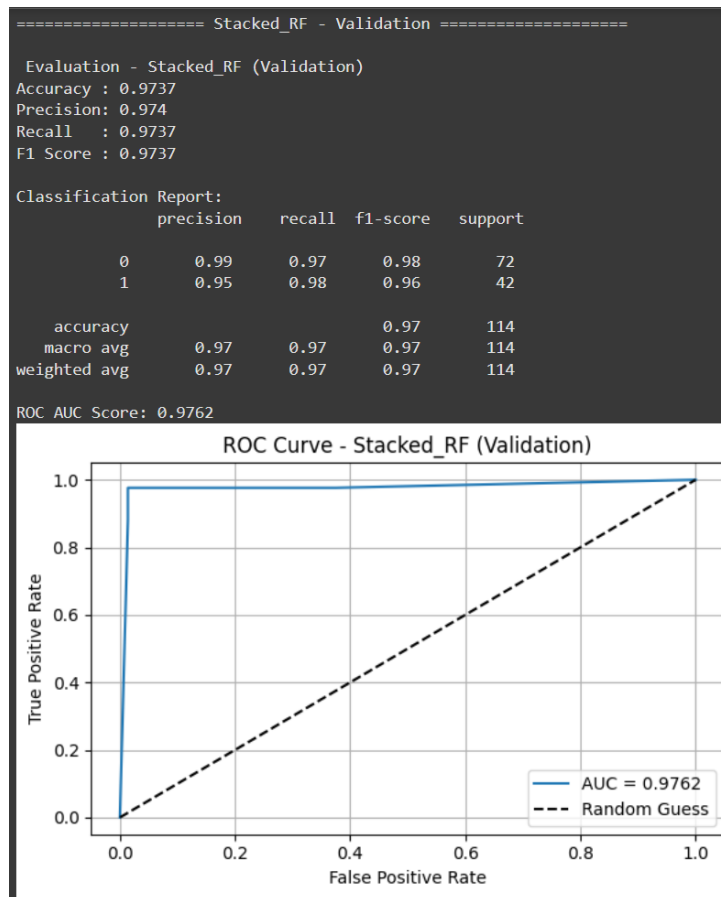 ==================== Stacked_RF - Validation ====================
Evaluation - Stacked_RF (Validation)
Accuracy : 0.9737
Precision: 0.974
Recall   : 0.9737
F1 Score : 0.9737
Classification Report:
precision    recall  f1-score   support
0       0.99      0.97      0.98        72
1       0.95      0.98      0.96        42
accuracy                           0.97       114
macro avg       0.97      0.97      0.97       114
weighted avg       0.97      0.97      0.97       114
ROC AUC Score: 0.9762
ROC Curve - Stacked_RF (Validation)
1.0
0.8
0.6
0.4
0.2
0.0
True Positive Rate
AUC = 0.9762
Random Guess
0.0 0.2 0.4 0.6 0.8 1.0
False Positive Rate